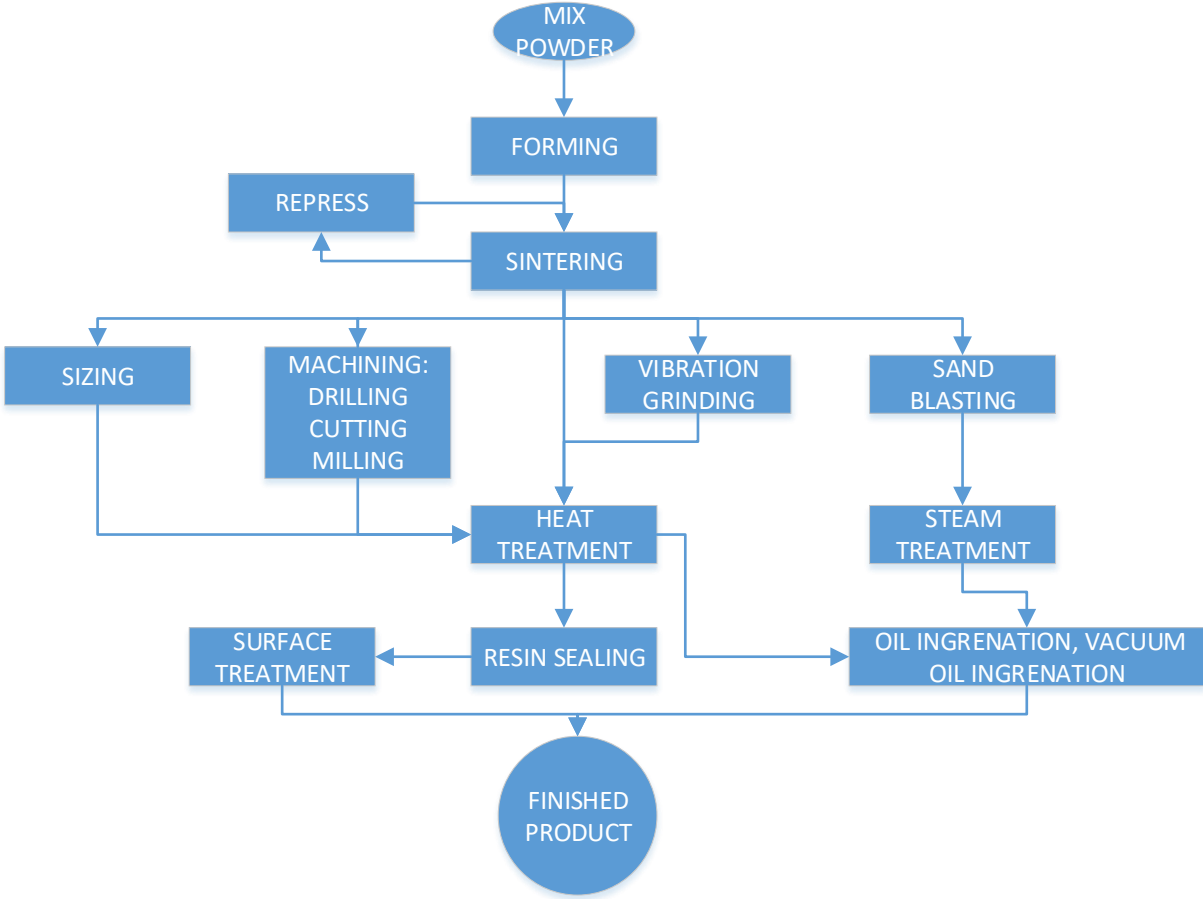 MIX
POWDER
FORMING
REPRESS
SINTERING
SIZING
MACHINING:
DRILLING
CUTTING
MILLING
VIBRATION
GRINDING
SAND
BLASTING
HEAT
TREATMENT
STEAM
TREATMENT
SURFACE
TREATMENT
RESIN SEALING
OIL INGRENATION, VACUUM
OIL INGRENATION
FINISHED
PRODUCT